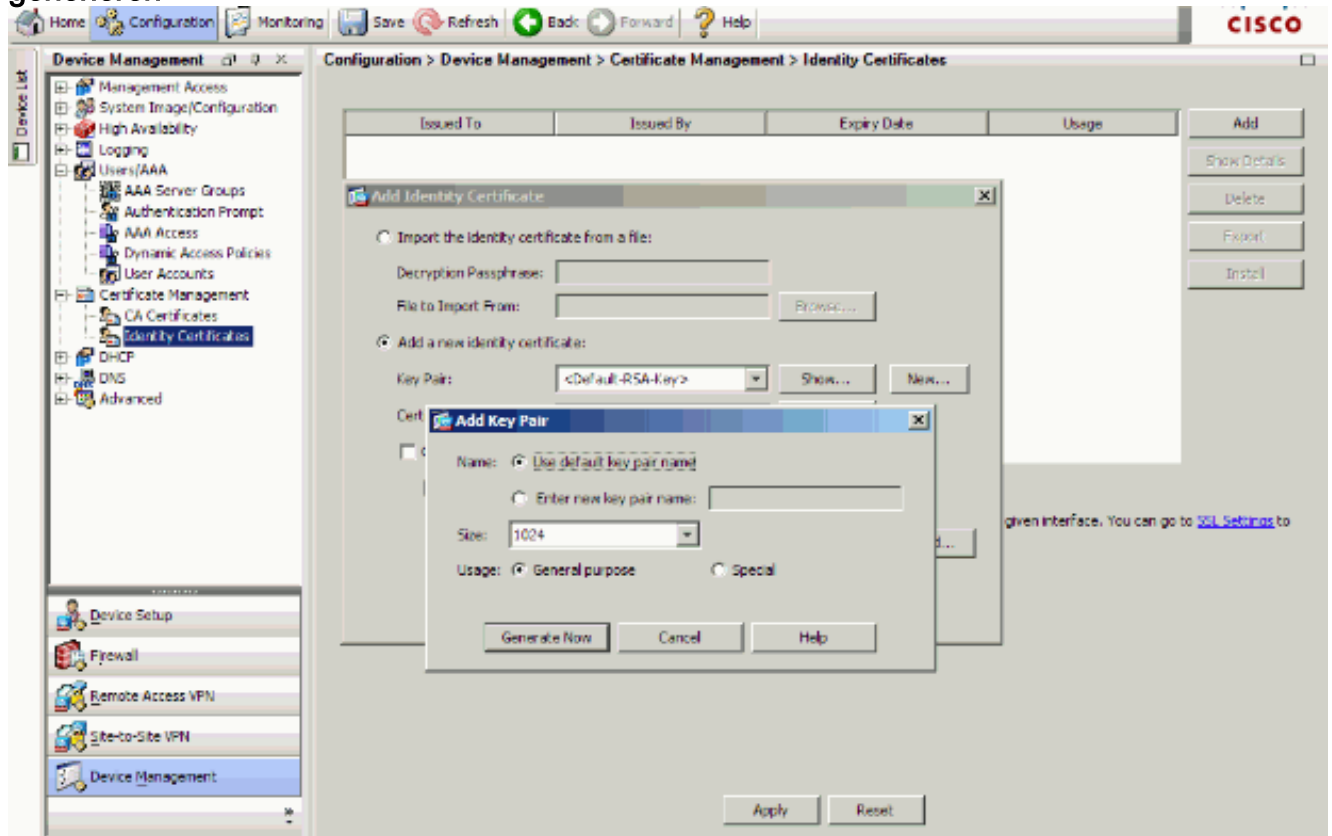 genereren
Home Configuration Monitoring Save Refresh Back Forward Help
CISCO
Device List
Device Management
Configuration > Device Management > Certificate Management > Identity Certificates
Management Access
System Image/Configuration
High Availability
Logging
Users/AAA
AAA Server Groups
Authentication Prompt
AAA Access
Dynamic Access Policies
User Accounts
Certificate Management
CA Certificates
Identity Certificates
DHCP
DNS
Advanced
Device Setup
Firewall
Remote Access VPN
Site-to-Site VPN
Device Management
Issued To Issued By Expiry Date Usage
Add
Show Details
Delete
Export
Install
Add Identity Certificate
Import the identity certificate from a file:
Decryption Passphrase:
File to Import From: Browse...
Add a new identity certificate:
Key Pair: <Default-RSA-Key> Show... New...
Cert
Add Key Pair
Name: Use default key pair name
Enter new key pair name:
Size: 1024
Usage: General purpose Special
Generate Now Cancel Help
given interface. You can go to SSL Settings to
Apply Reset